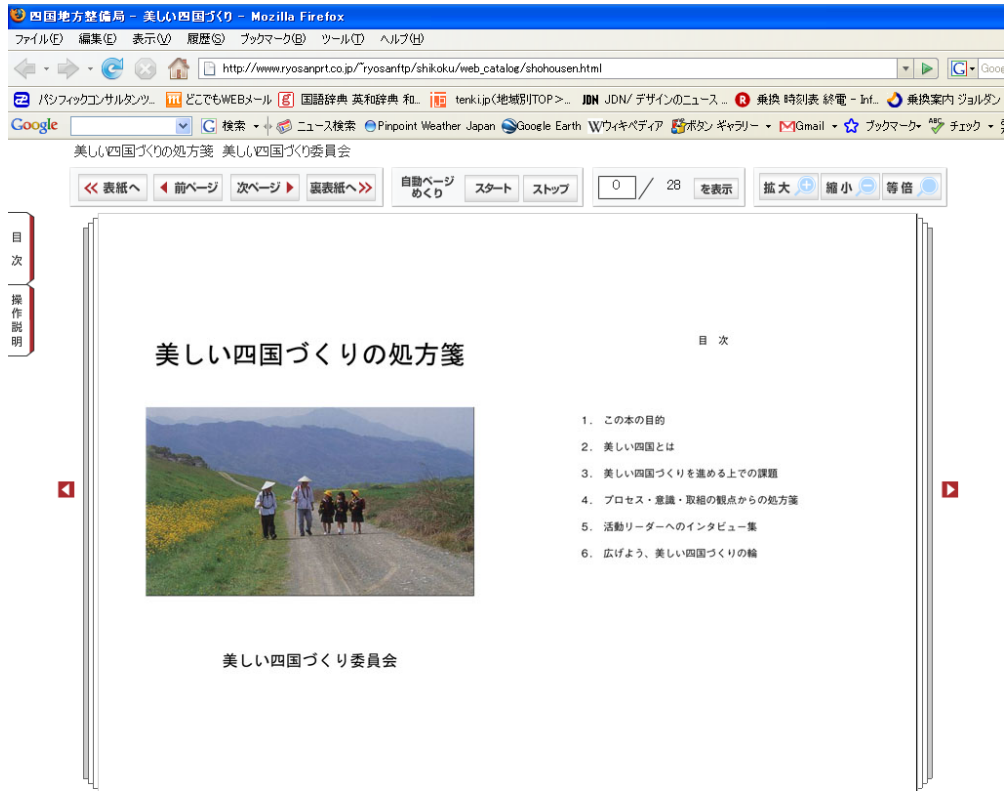 四国地方整備局 - 美しい四国づくり - Mozilla Firefox
ファイル(F) 編集(E) 表示(V) 履歴(S) ブックマーク(B) ツール(T) ヘルプ(H)
http://www.ryosanprt.co.jp/~ryosanftp/shikoku/web_catalog/shohousen.html G Goo
パシフィックコンサルタンツ... どこでもWEBメール 国語辞典 英和辞典 和... tenki.jp(地域別TOP>... JDN JDN/デザインのニュース... R 乗換 時刻表 終電 - Inf... 乗換案内 ジョルダン
Google G 検索 ニュース検索 Pinpoint Weather Japan Google Earth W ウィキペディア ボタン ギャラリー Gmail ブックマーク チェック
美しい四国づくりの処方箋 美しい四国づくり委員会
表紙へ 前ページ 次ページ 裏表紙へ 自動ページめくり スタート ストップ 0 / 28 を表示 拡大 縮小 等倍
目次
操作説明
美しい四国づくりの処方箋
美しい四国づくり委員会
目 次
1. この本の目的
2. 美しい四国とは
3. 美しい四国づくりを進める上での課題
4. プロセス・意識・取組の観点からの処方箋
5. 活動リーダーへのインタビュー集
6. 広げよう、美しい四国づくりの輪